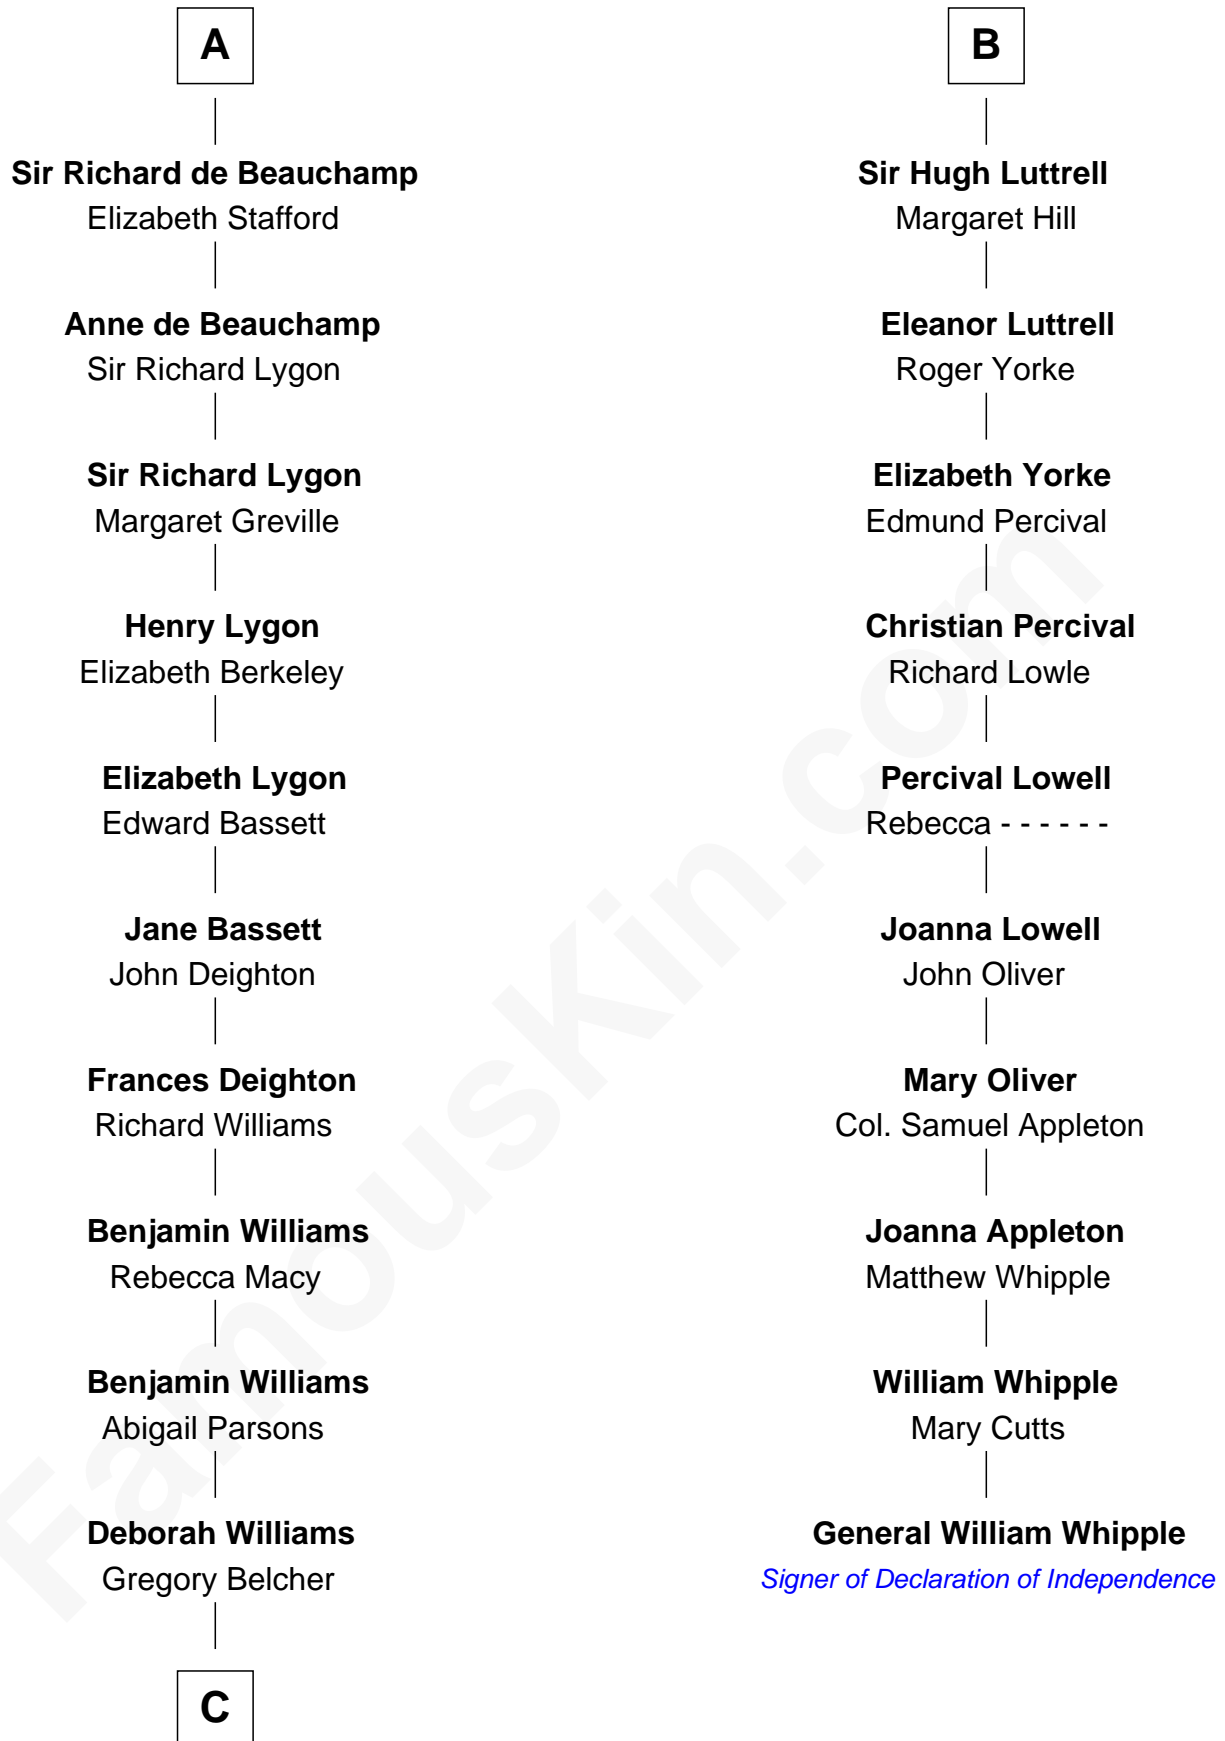 A
Sir Richard de Beauchamp
Elizabeth Stafford
Anne de Beauchamp
Sir Richard Lygon
Sir Richard Lygon
Margaret Greville
Henry Lygon
Elizabeth Berkeley
Elizabeth Lygon
Edward Bassett
Jane Bassett
John Deighton
Frances Deighton
Richard Williams
Benjamin Williams
Rebecca Macy
Benjamin Williams
Abigail Parsons
Deborah Williams
Gregory Belcher
C
B
Sir Hugh Luttrell
Margaret Hill
Eleanor Luttrell
Roger Yorke
Elizabeth Yorke
Edmund Percival
Christian Percival
Richard Lowle
Percival Lowell
Rebecca - - - - - -
Joanna Lowell
John Oliver
Mary Oliver
Col. Samuel Appleton
Joanna Appleton
Matthew Whipple
William Whipple
Mary Cutts
General William Whipple
Signer of Declaration of Independence
FamousKin.com